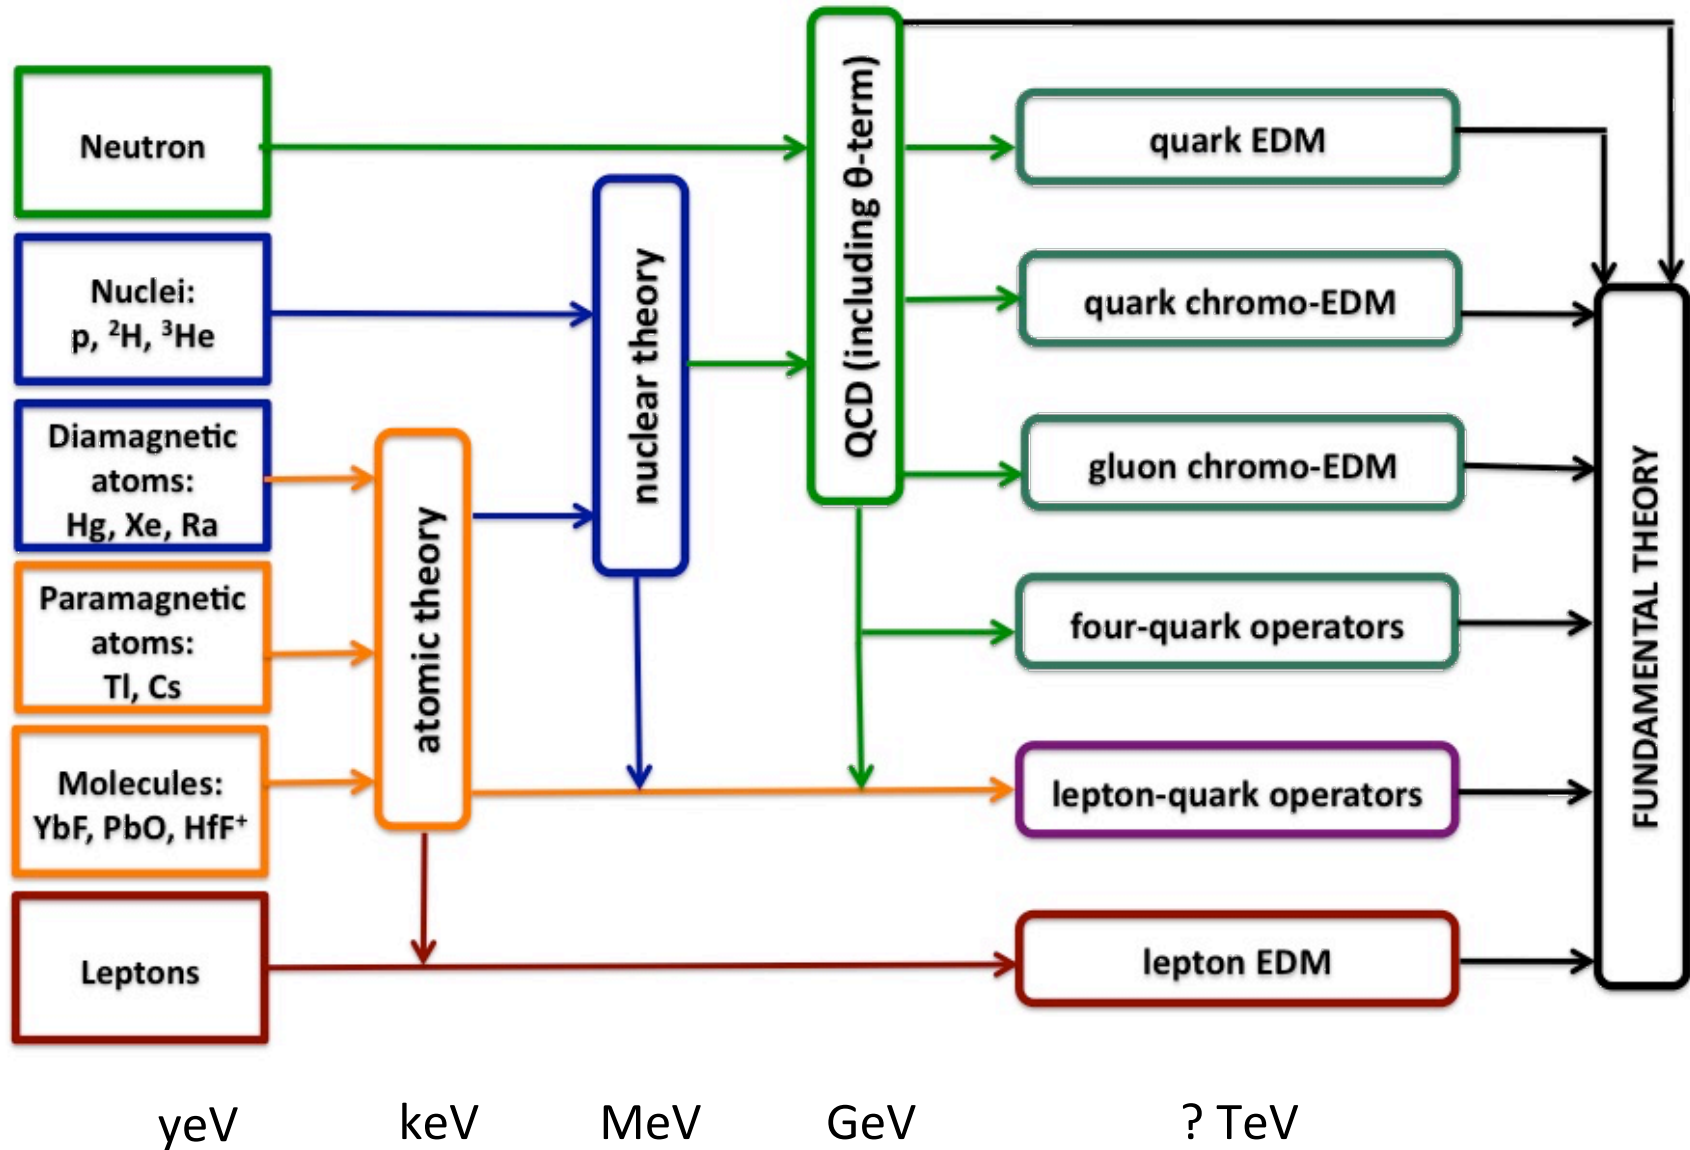 Neutron
Nuclei:
p, ²H, ³He
Diamagnetic
atoms:
Hg, Xe, Ra
Paramagnetic
atoms:
Tl, Cs
Molecules:
YbF, PbO, HfF⁺
Leptons
atomic theory
nuclear theory
QCD (including θ-term)
quark EDM
quark chromo-EDM
gluon chromo-EDM
four-quark operators
lepton-quark operators
lepton EDM
FUNDAMENTAL THEORY
yeV
keV
MeV
GeV
? TeV